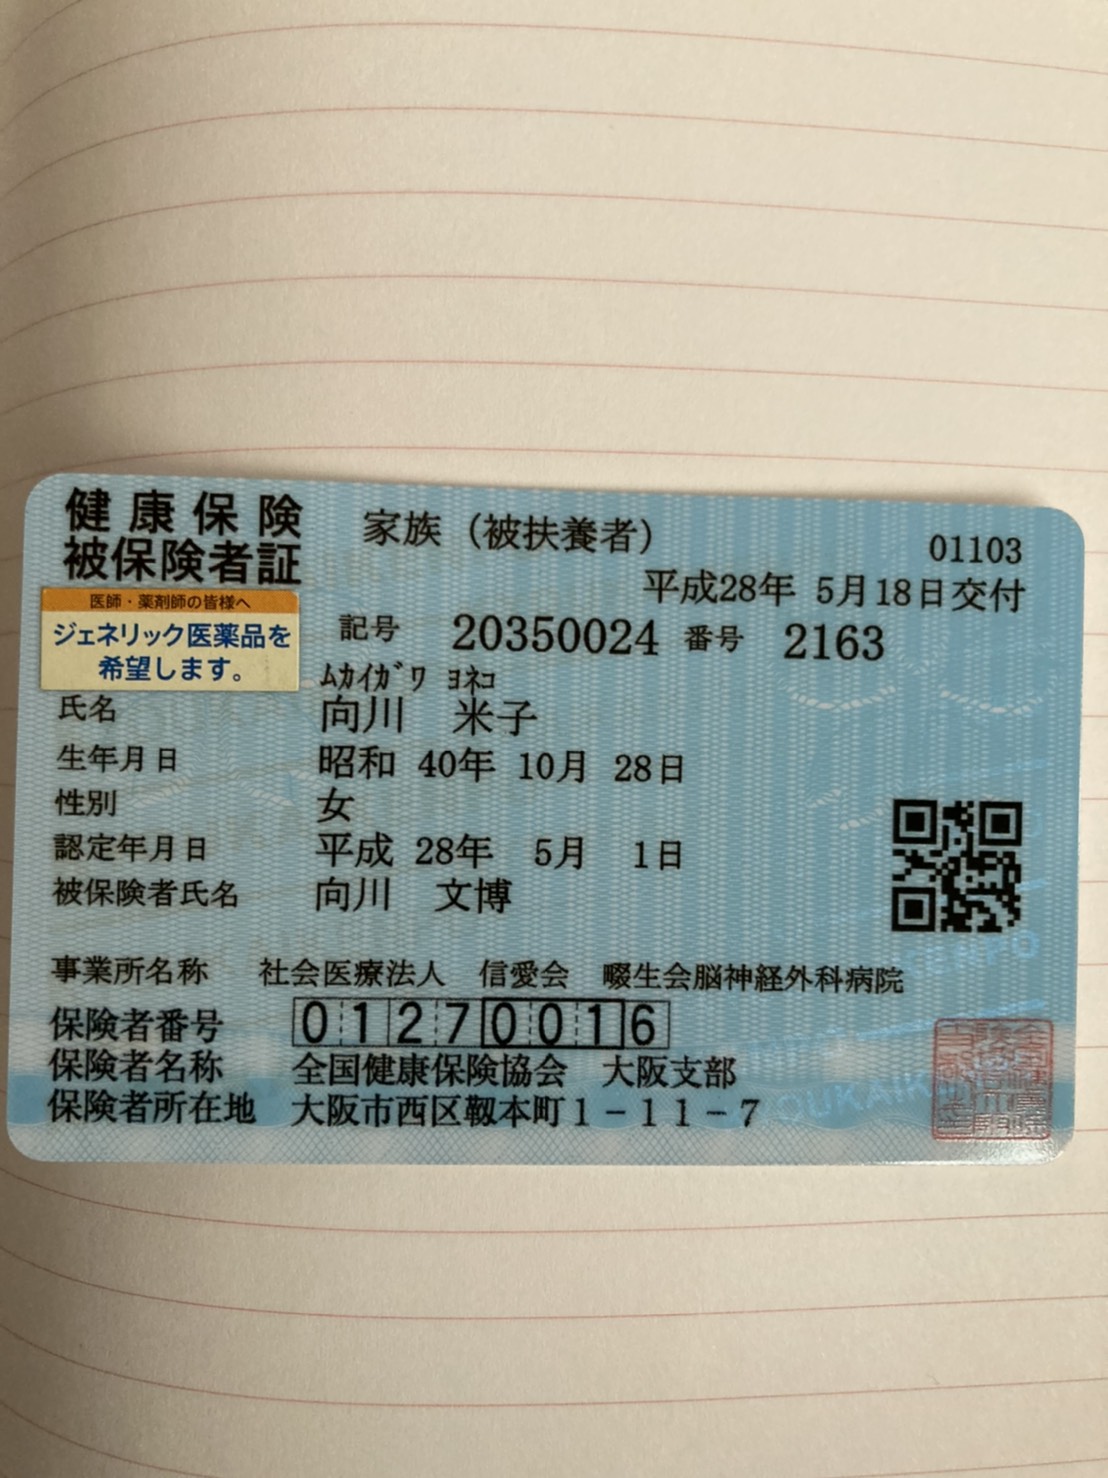 健康保険
被保険者証
家族（被扶養者）
01103
平成28年 5月18日交付
医師・薬剤師の皆様へ
ジェネリック医薬品を
希望します。
記号 20350024 番号 2163
ﾑｶｲｶﾞﾜ ﾖﾈｺ
氏名 向川 米子
生年月日 昭和 40年 10月 28日
性別 女
認定年月日 平成 28年 5月 1日
被保険者氏名 向川 文博
事業所名称 社会医療法人 信愛会 畷生会脳神経外科病院
保険者番号 01270016
保険者名称 全国健康保険協会 大阪支部
保険者所在地 大阪市西区靱本町１－１１－７